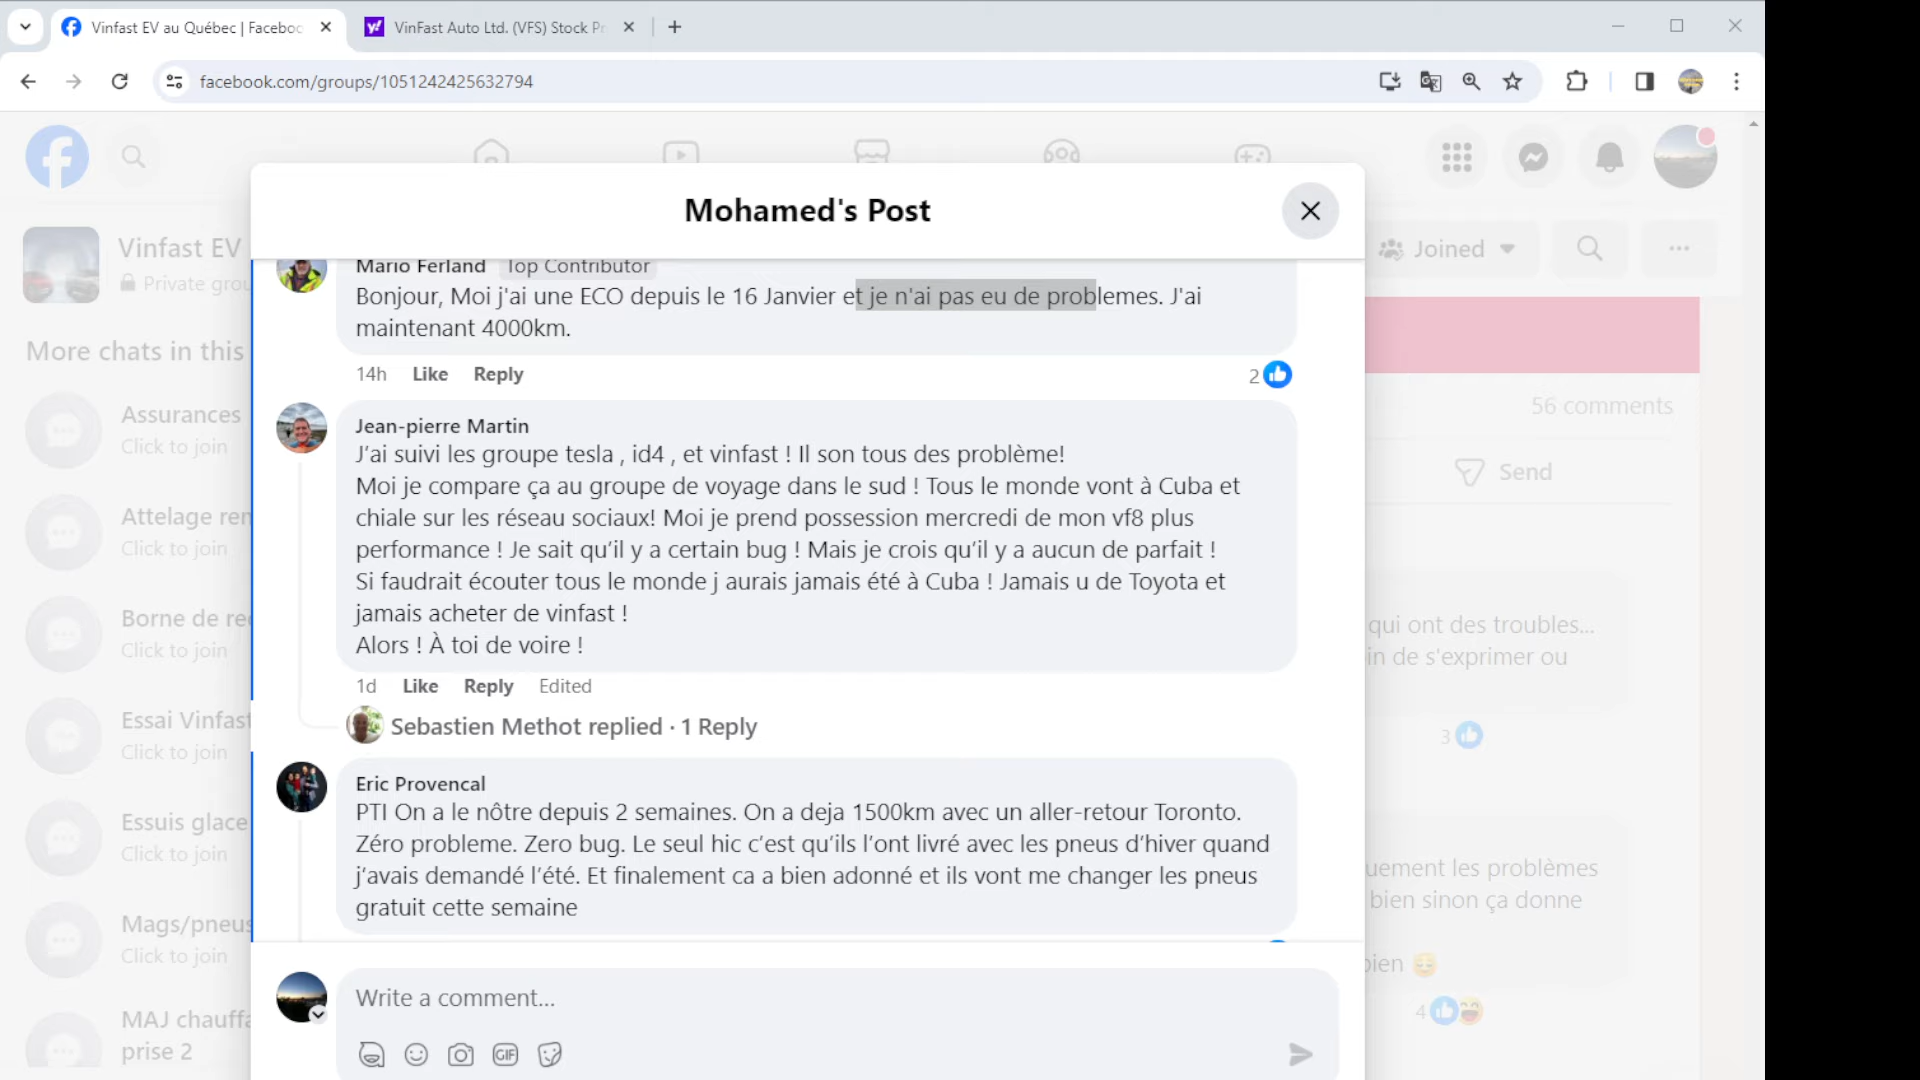 Vinfast EV au Québec | Faceboo
VinFast Auto Ltd. (VFS) Stock Pr
facebook.com/groups/1051242425632794
Mohamed's Post
Vinfast EV
Private grou
Joined
More chats in this
Assurances
Click to join
Attelage ren
Click to join
Borne de re
Click to join
Essai Vinfast
Click to join
Essuis glace
Click to join
Mags/pneus
Click to join
MAJ chauffa
prise 2
Mario Ferland Top Contributor
Bonjour, Moi j'ai une ECO depuis le 16 Janvier et je n'ai pas eu de problemes. J'ai
maintenant 4000km.
14h Like Reply 2
Jean-pierre Martin
J'ai suivi les groupe tesla , id4 , et vinfast ! Il son tous des problème!
Moi je compare ça au groupe de voyage dans le sud ! Tous le monde vont à Cuba et
chiale sur les réseau sociaux! Moi je prend possession mercredi de mon vf8 plus
performance ! Je sait qu'il y a certain bug ! Mais je crois qu'il y a aucun de parfait !
Si faudrait écouter tous le monde j aurais jamais été à Cuba ! Jamais u de Toyota et
jamais acheter de vinfast !
Alors ! À toi de voire !
1d Like Reply Edited
Sebastien Methot replied · 1 Reply
Eric Provencal
PTI On a le nôtre depuis 2 semaines. On a deja 1500km avec un aller-retour Toronto.
Zéro probleme. Zero bug. Le seul hic c'est qu'ils l'ont livré avec les pneus d'hiver quand
j'avais demandé l'été. Et finalement ca a bien adonné et ils vont me changer les pneus
gratuit cette semaine
Write a comment...
GIF
56 comments
Send
qui ont des troubles...
in de s'exprimer ou
3
uement les problèmes
bien sinon ça donne
bien
4